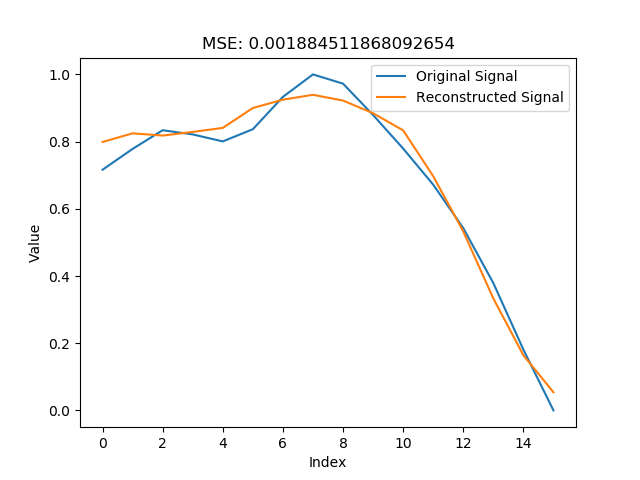 MSE: 0.001884511868092654
Original Signal
Reconstructed Signal
1.0
0.8
0.6
0.4
0.2
0.0
Value
0 2 4 6 8 10 12 14
Index